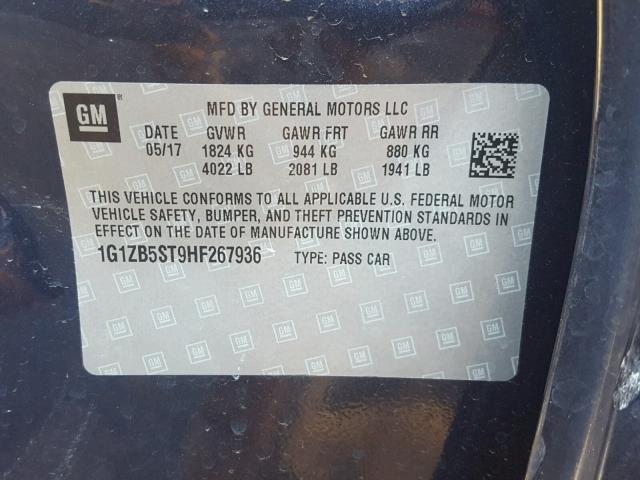 GM
MFD BY GENERAL MOTORS LLC
DATE GVWR GAWR FRT GAWR RR
05/17 1824 KG 944 KG 880 KG
4022 LB 2081 LB 1941 LB
THIS VEHICLE CONFORMS TO ALL APPLICABLE U.S. FEDERAL MOTOR
VEHICLE SAFETY, BUMPER, AND THEFT PREVENTION STANDARDS IN
EFFECT ON THE DATE OF MANUFACTURE SHOWN ABOVE.
1G1ZB5ST9HF267936 TYPE: PASS CAR